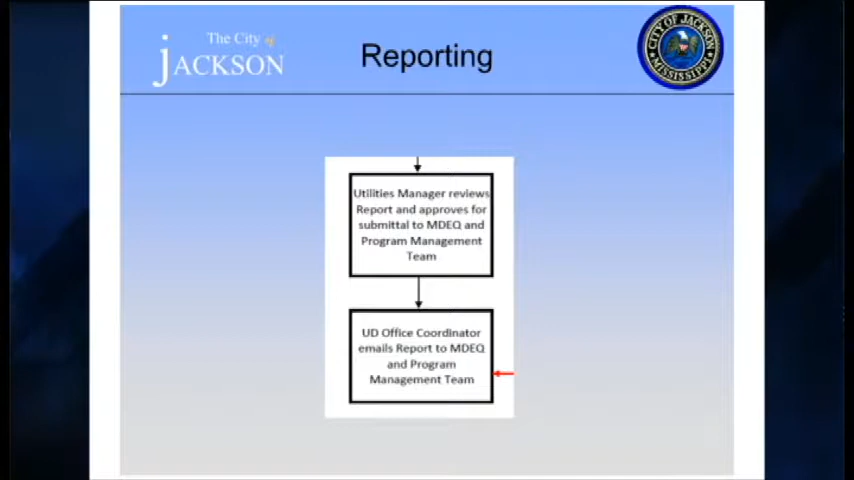 The City of
jACKSON
Reporting
CITY OF JACKSON
MISSISSIPPI
Utilities Manager reviews
Report and approves for
submittal to MDEQ and
Program Management
Team
UD Office Coordinator
emails Report to MDEQ
and Program
Management Team